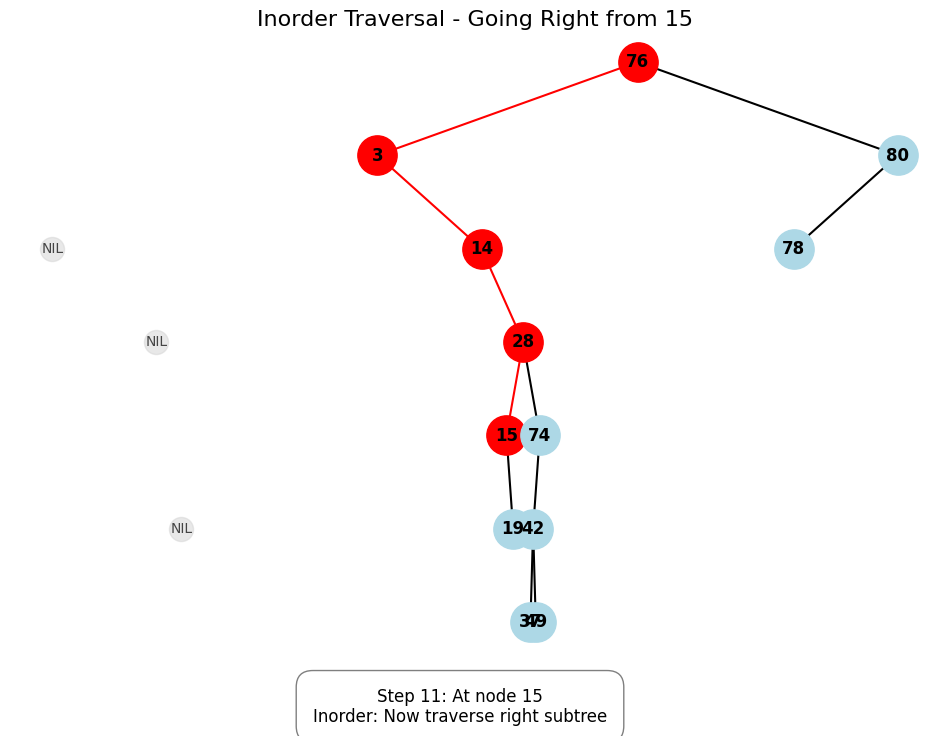 Inorder Traversal - Going Right from 15
76
3
80
NIL
14
78
NIL
28
15
74
NIL
19
42
37
49
Step 11: At node 15
Inorder: Now traverse right subtree